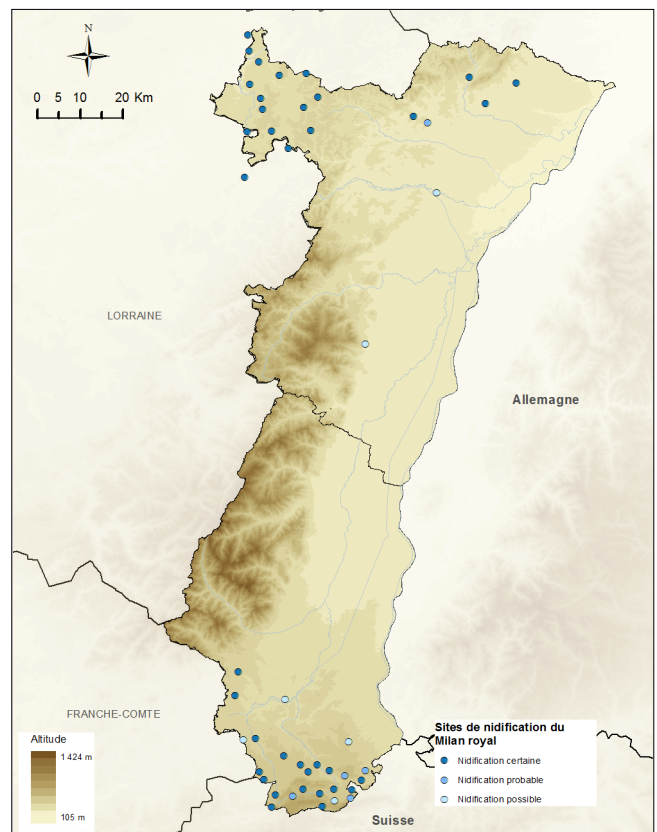 N
0 5 10 20 Km
LORRAINE
Allemagne
FRANCHE-COMTE
Altitude
1 424 m
105 m
Sites de nidification du
Milan royal
Nidification certaine
Nidification probable
Nidification possible
Suisse